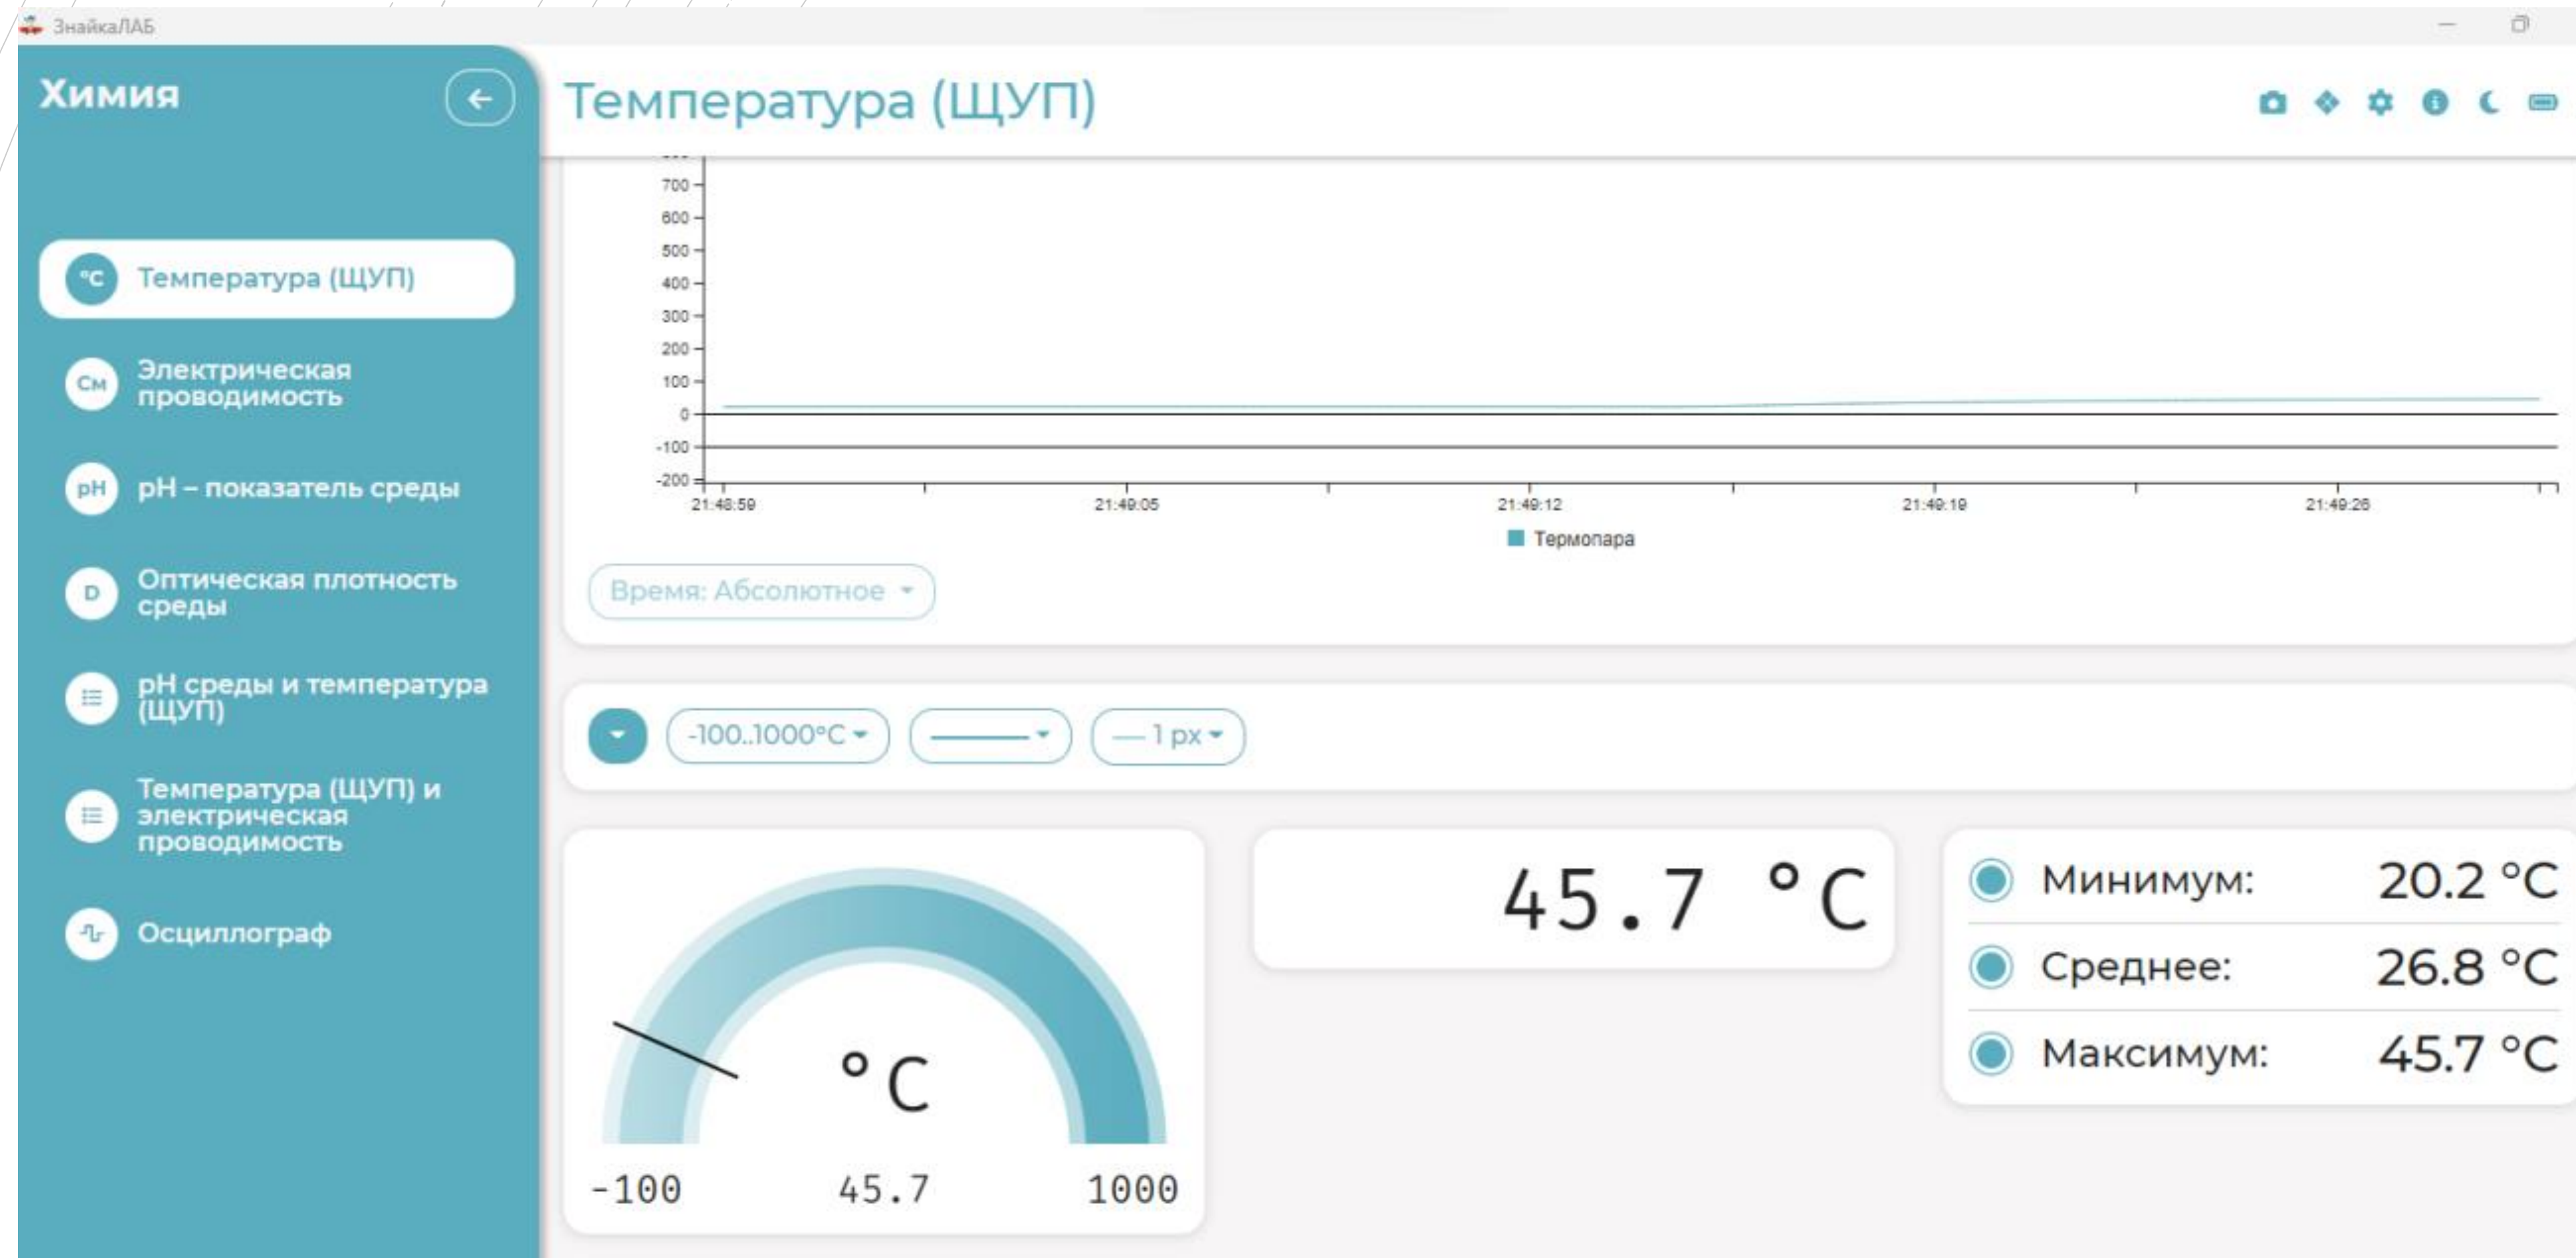 ЗнайкаЛАБ
Химия
Температура (ЩУП)
°C Температура (ЩУП)
См Электрическая
проводимость
pH pH – показатель среды
D Оптическая плотность
среды
pH среды и температура
(ЩУП)
Температура (ЩУП) и
электрическая
проводимость
Осциллограф
700
600
500
400
300
200
100
0
-100
-200
21:48:59 21:49:05 21:49:12 21:49:19 21:49:26
Термопара
Время: Абсолютное
-100..1000°C 1 px
°C
-100 45.7 1000
45.7 °C
Минимум: 20.2 °C
Среднее: 26.8 °C
Максимум: 45.7 °C